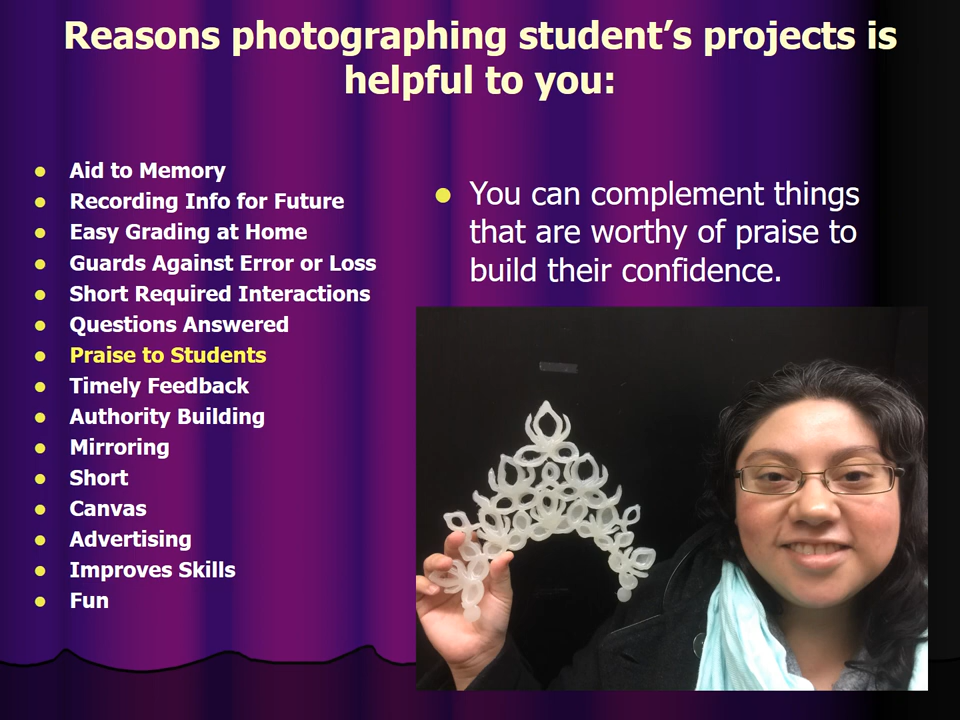 Reasons photographing student’s projects is
helpful to you:
Aid to Memory
Recording Info for Future
Easy Grading at Home
Guards Against Error or Loss
Short Required Interactions
Questions Answered
Praise to Students
Timely Feedback
Authority Building
Mirroring
Short
Canvas
Advertising
Improves Skills
Fun
You can complement things
that are worthy of praise to
build their confidence.